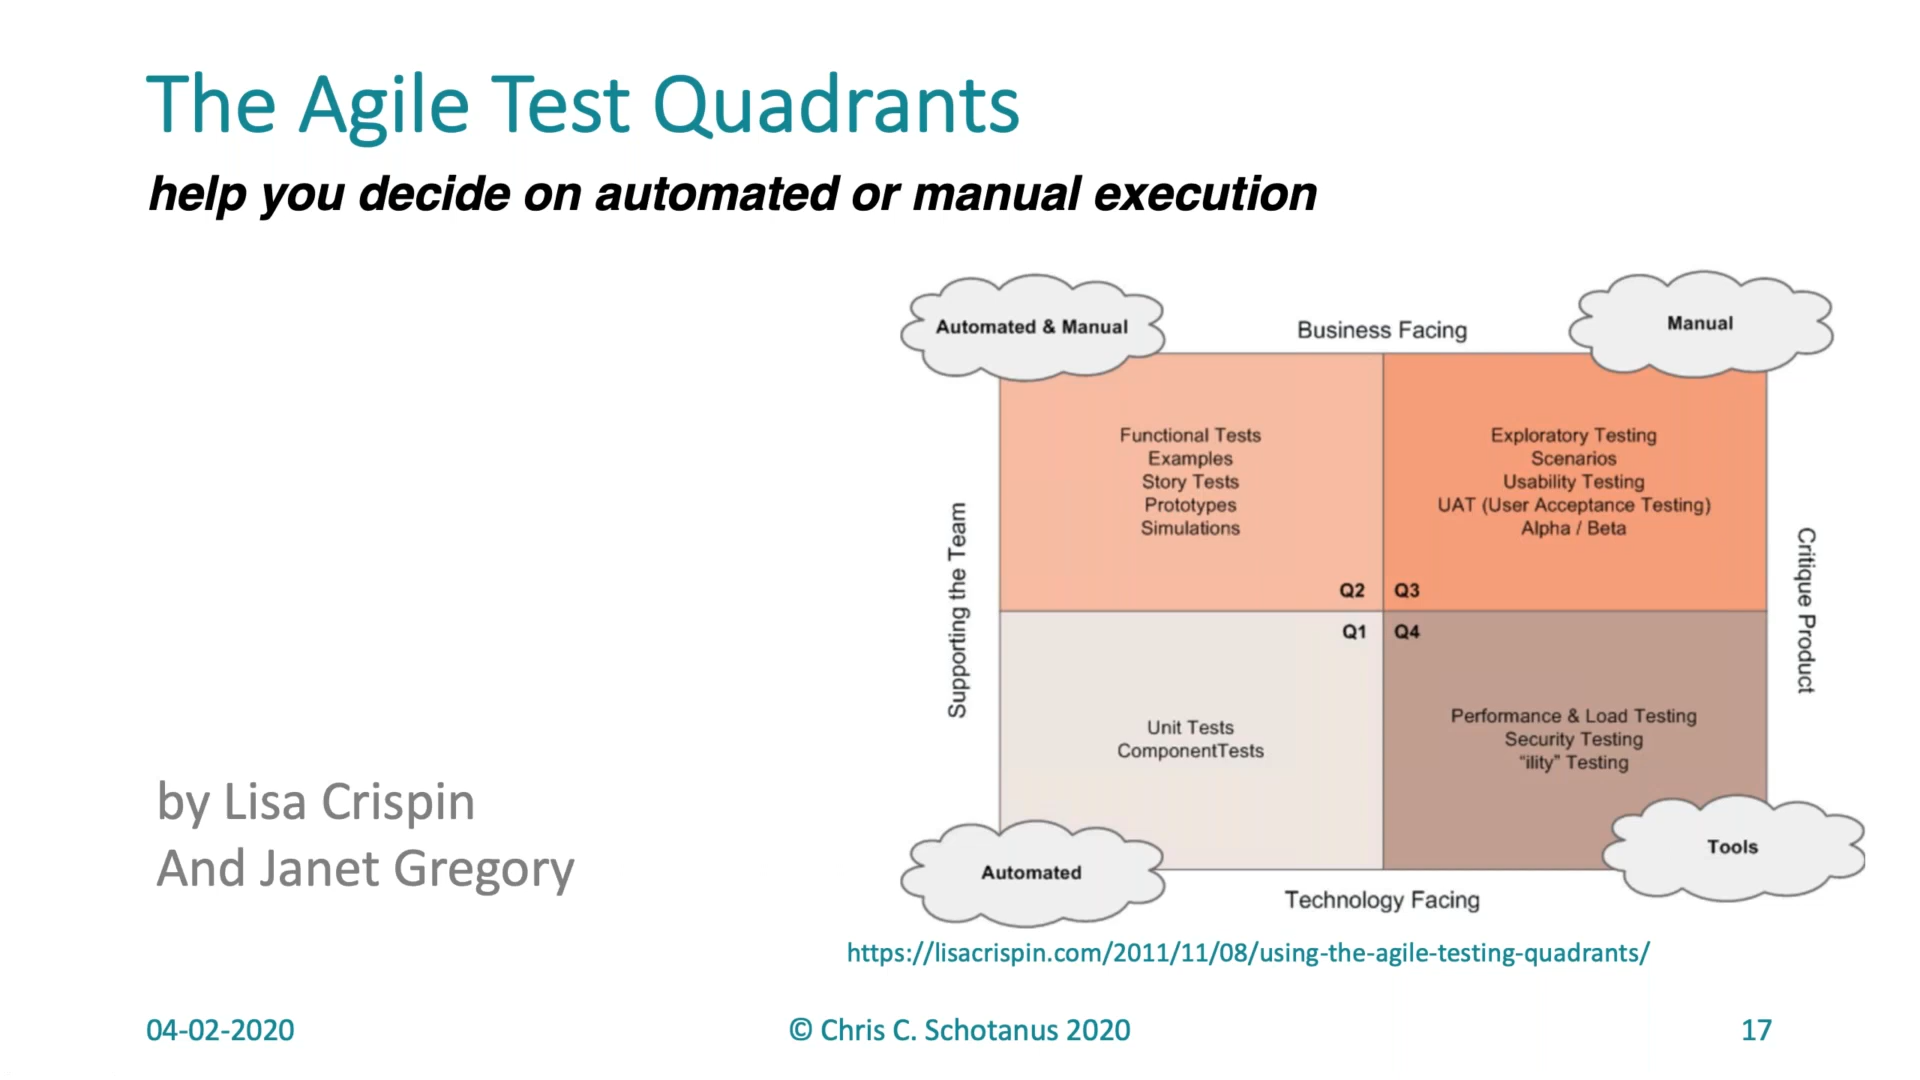 The Agile Test Quadrants
help you decide on automated or manual execution
Automated & Manual
Business Facing
Manual
Functional Tests
Examples
Story Tests
Prototypes
Simulations
Exploratory Testing
Scenarios
Usability Testing
UAT (User Acceptance Testing)
Alpha / Beta
Supporting the Team
Critique Product
Q2
Q3
Q1
Q4
Unit Tests
ComponentTests
Performance & Load Testing
Security Testing
“ility” Testing
Automated
Tools
Technology Facing
by Lisa Crispin
And Janet Gregory
https://lisacrispin.com/2011/11/08/using-the-agile-testing-quadrants/
04-02-2020
© Chris C. Schotanus 2020
17